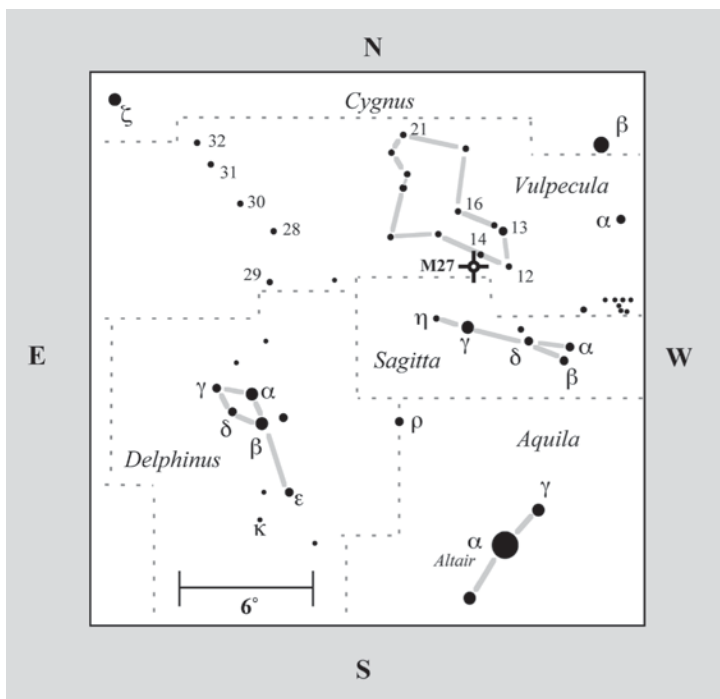 N
Cygnus
ζ
21
β
32
31
Vulpecula
30
16
α
28
14
13
M27
12
29
η
γ
Sagitta
δ
α
β
E
W
γ
α
δ
β
ρ
Delphinus
Aquila
ε
γ
κ
α
Altair
6°
S